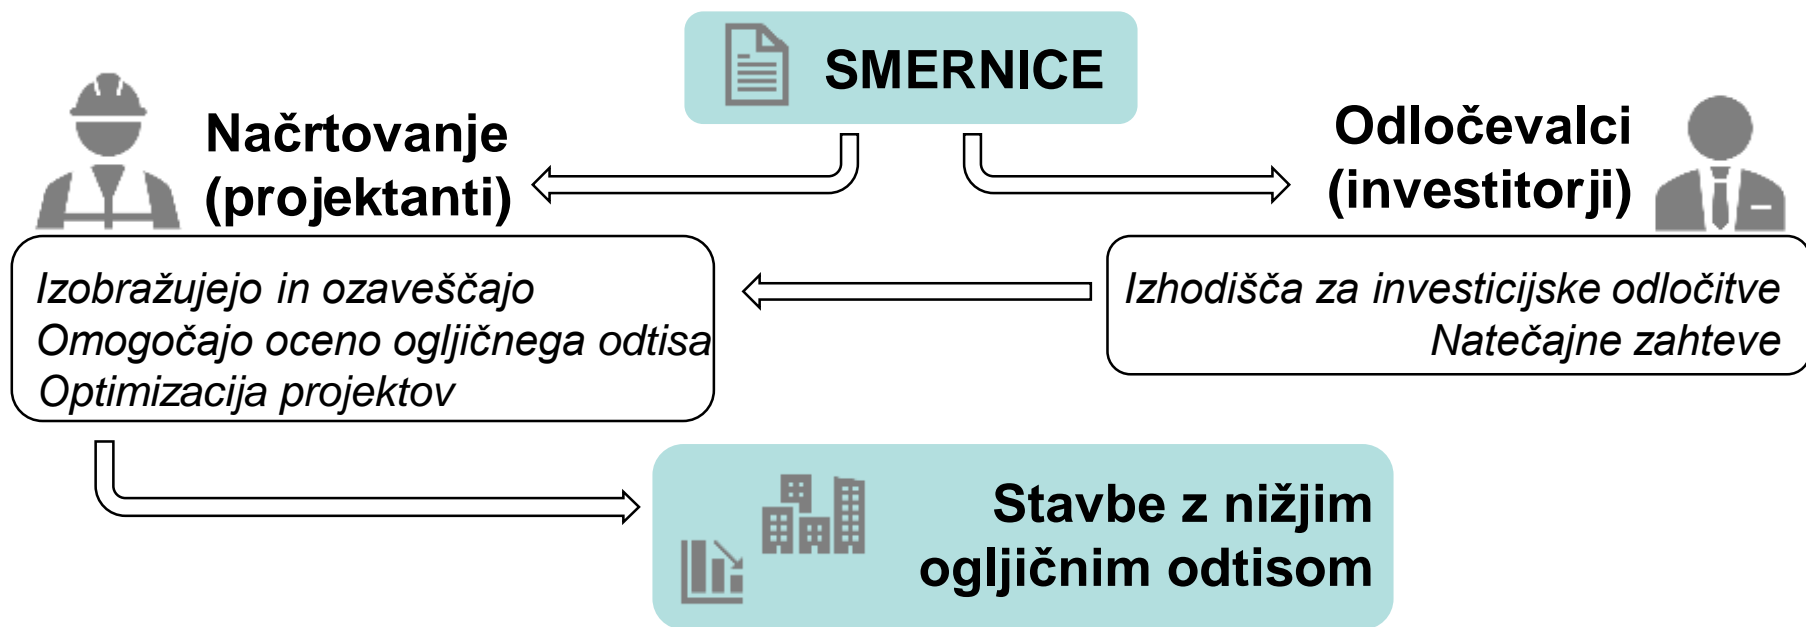 SMERNICE
Načrtovanje
(projektanti)
Odločevalci
(investitorji)
Izobražujejo in ozaveščajo
Omogočajo oceno ogljičnega odtisa
Optimizacija projektov
Izhodišča za investicijske odločitve
Natečajne zahteve
Stavbe z nižjim
ogljičnim odtisom